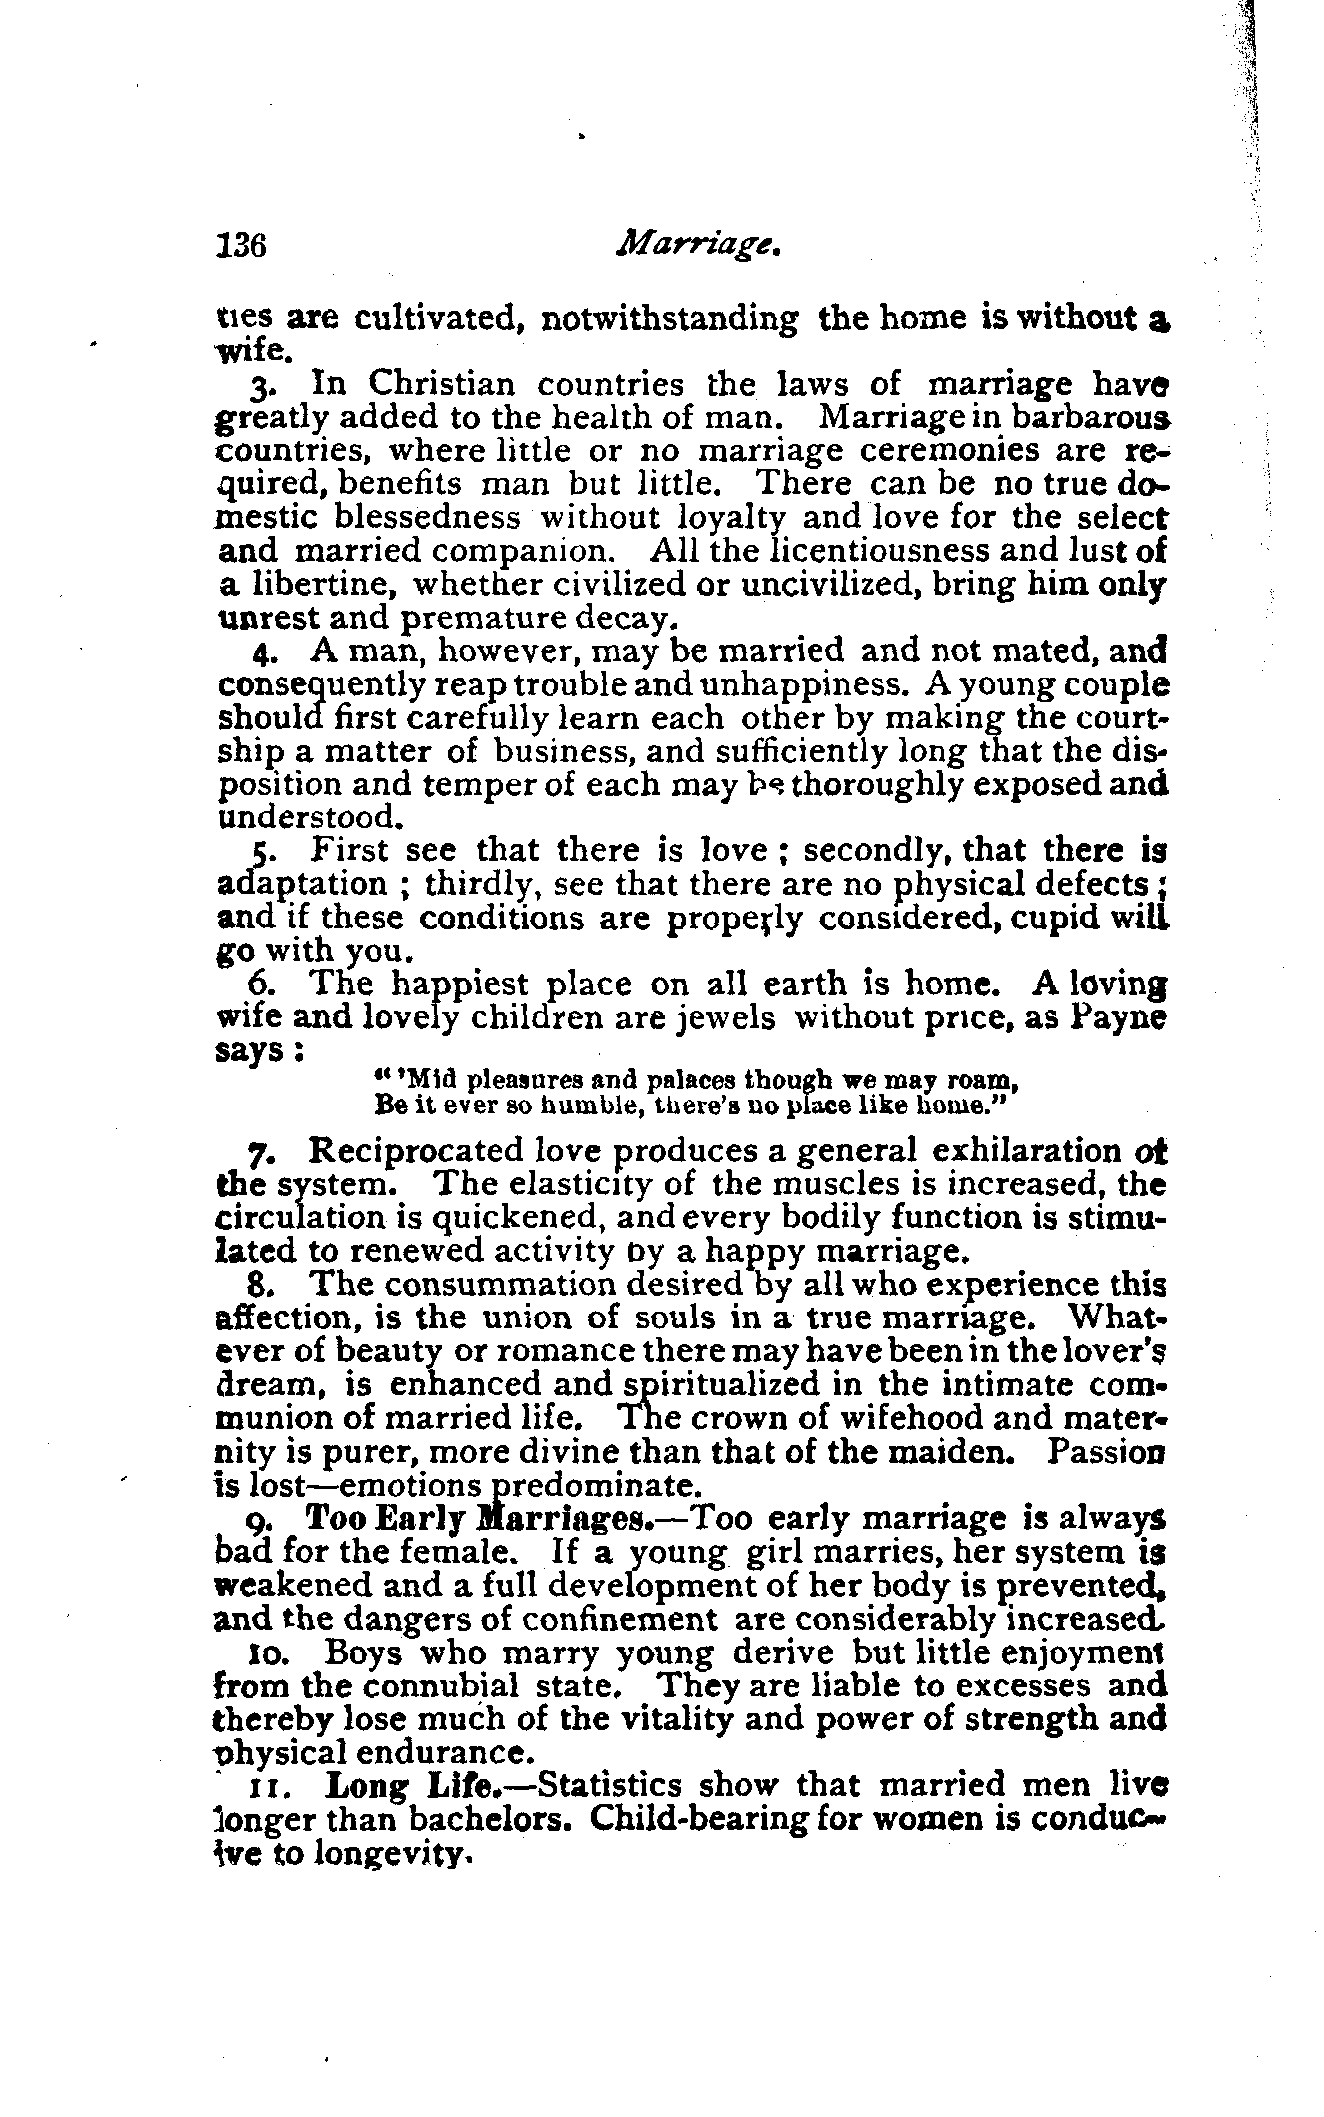 136 Marriage.
ties are cultivated, notwithstanding the home is without a
wife.
3. In Christian countries the laws of marriage have
greatly added to the health of man. Marriage in barbarous
countries, where little or no marriage ceremonies are re-
quired, benefits man but little. There can be no true do-
mestic blessedness without loyalty and love for the select
and married companion. All the licentiousness and lust of
a libertine, whether civilized or uncivilized, bring him only
unrest and premature decay.
4. A man, however, may be married and not mated, and
consequently reap trouble and unhappiness. A young couple
should first carefully learn each other by making the court-
ship a matter of business, and sufficiently long that the dis-
position and temper of each may be thoroughly exposed and
understood.
5. First see that there is love ; secondly, that there is
adaptation ; thirdly, see that there are no physical defects ;
and if these conditions are properly considered, cupid will
go with you.
6. The happiest place on all earth is home. A loving
wife and lovely children are jewels without price, as Payne
says :
“ 'Mid pleasures and palaces though we may roam,
Be it ever so humble, there's no place like home.”
7. Reciprocated love produces a general exhilaration of
the system. The elasticity of the muscles is increased, the
circulation is quickened, and every bodily function is stimu-
lated to renewed activity by a happy marriage.
8. The consummation desired by all who experience this
affection, is the union of souls in a true marriage. What-
ever of beauty or romance there may have been in the lover's
dream, is enhanced and spiritualized in the intimate com-
munion of married life. The crown of wifehood and mater-
nity is purer, more divine than that of the maiden. Passion
is lost—emotions predominate.
9. Too Early Marriages.—Too early marriage is always
bad for the female. If a young girl marries, her system is
weakened and a full development of her body is prevented,
and the dangers of confinement are considerably increased.
10. Boys who marry young derive but little enjoyment
from the connubial state. They are liable to excesses and
thereby lose much of the vitality and power of strength and
physical endurance.
11. Long Life.—Statistics show that married men live
longer than bachelors. Child-bearing for women is conduc-
ive to longevity.